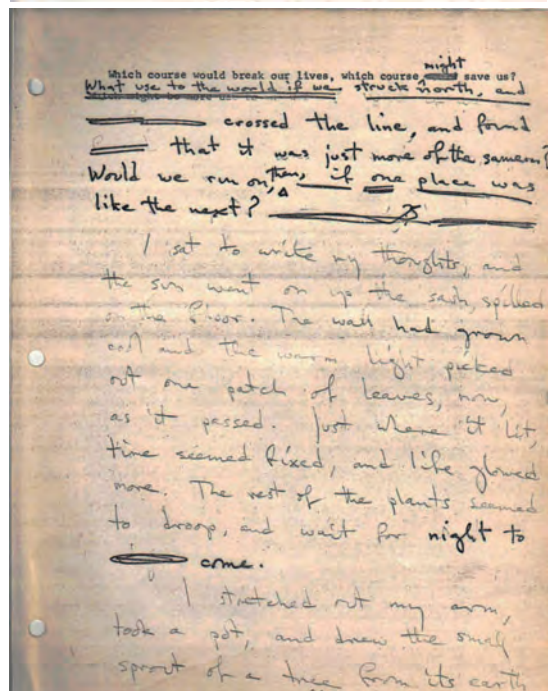 night
Which course would break our lives, which course save us?
What use to the world if we struck north, and
crossed the line, and found
that it was just more of the same?
Would we run on, then, if one place was
like the next?
I sat to write my thoughts, and
the sun went on up the sash, spilled
on the floor. The wall had grown
cool and the warm light picked
out one patch of leaves, now,
as it passed. Just where it lit,
time seemed fixed, and life glowed
more. The rest of the plants seemed
to droop, and wait for night to
come.
I stretched out my arm,
took a pot, and drew the small
sprout of a tree from its earth